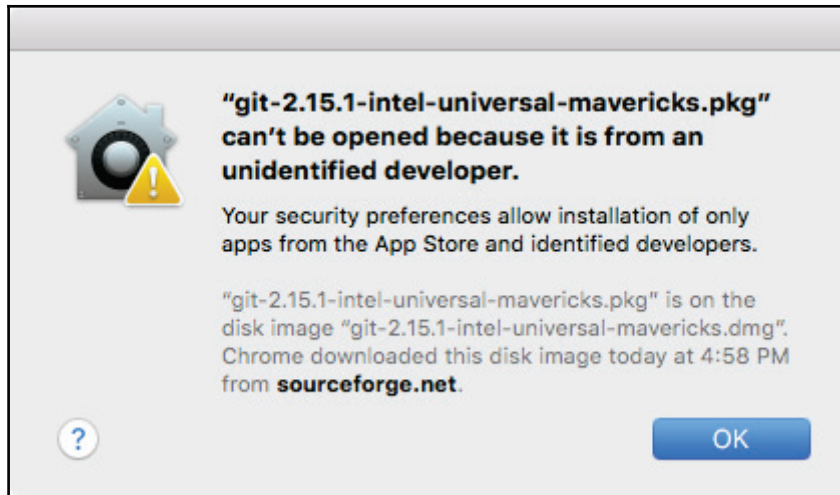 “git-2.15.1-intel-universal-mavericks.pkg”
can’t be opened because it is from an
unidentified developer.
Your security preferences allow installation of only
apps from the App Store and identified developers.
“git-2.15.1-intel-universal-mavericks.pkg” is on the
disk image “git-2.15.1-intel-universal-mavericks.dmg”.
Chrome downloaded this disk image today at 4:58 PM
from sourceforge.net.
?
OK